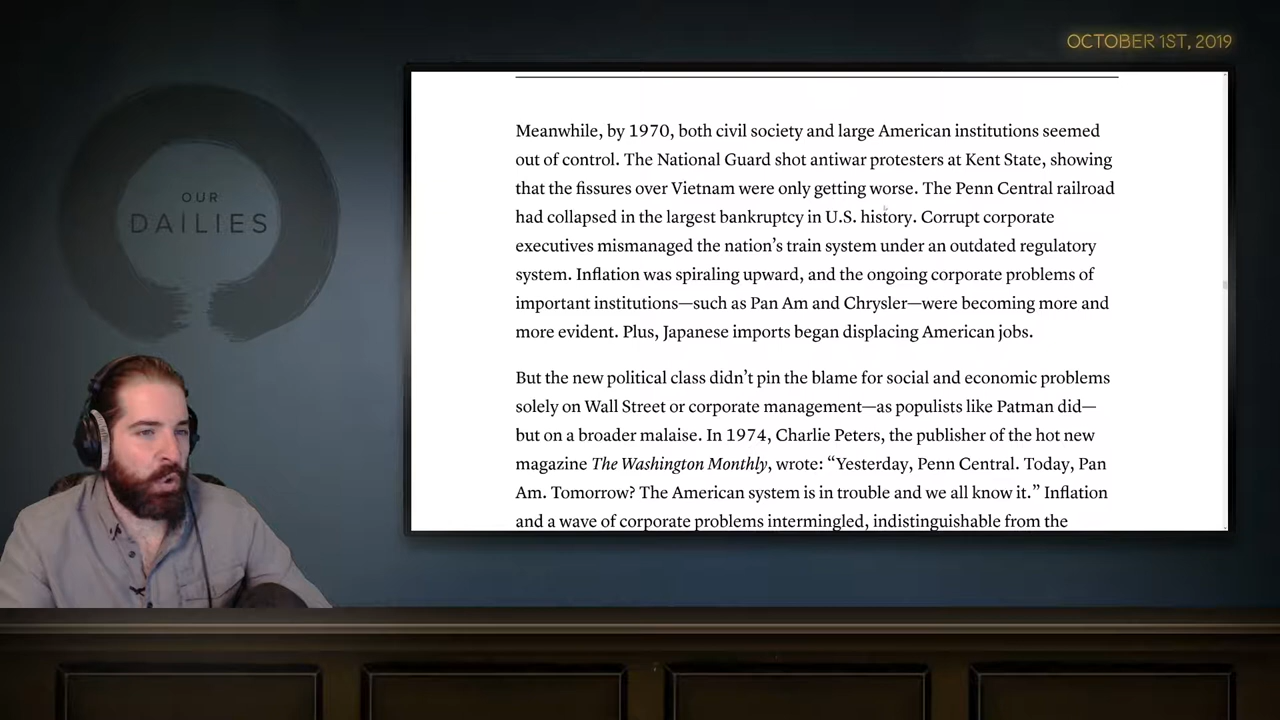 OCTOBER 1ST, 2019
OUR
DAILIES
Meanwhile, by 1970, both civil society and large American institutions seemed
out of control. The National Guard shot antiwar protesters at Kent State, showing
that the fissures over Vietnam were only getting worse. The Penn Central railroad
had collapsed in the largest bankruptcy in U.S. history. Corrupt corporate
executives mismanaged the nation’s train system under an outdated regulatory
system. Inflation was spiraling upward, and the ongoing corporate problems of
important institutions—such as Pan Am and Chrysler—were becoming more and
more evident. Plus, Japanese imports began displacing American jobs.
But the new political class didn’t pin the blame for social and economic problems
solely on Wall Street or corporate management—as populists like Patman did—
but on a broader malaise. In 1974, Charlie Peters, the publisher of the hot new
magazine The Washington Monthly, wrote: “Yesterday, Penn Central. Today, Pan
Am. Tomorrow? The American system is in trouble and we all know it.” Inflation
and a wave of corporate problems intermingled, indistinguishable from the